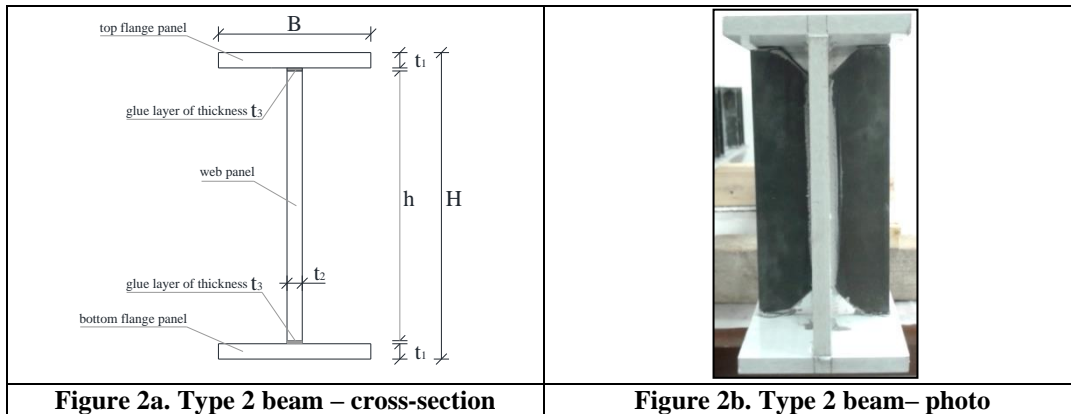 top flange panel
B
t1
glue layer of thickness t3
web panel
h
H
t2
glue layer of thickness t3
bottom flange panel
t1
Figure 2a. Type 2 beam – cross-section
Figure 2b. Type 2 beam– photo